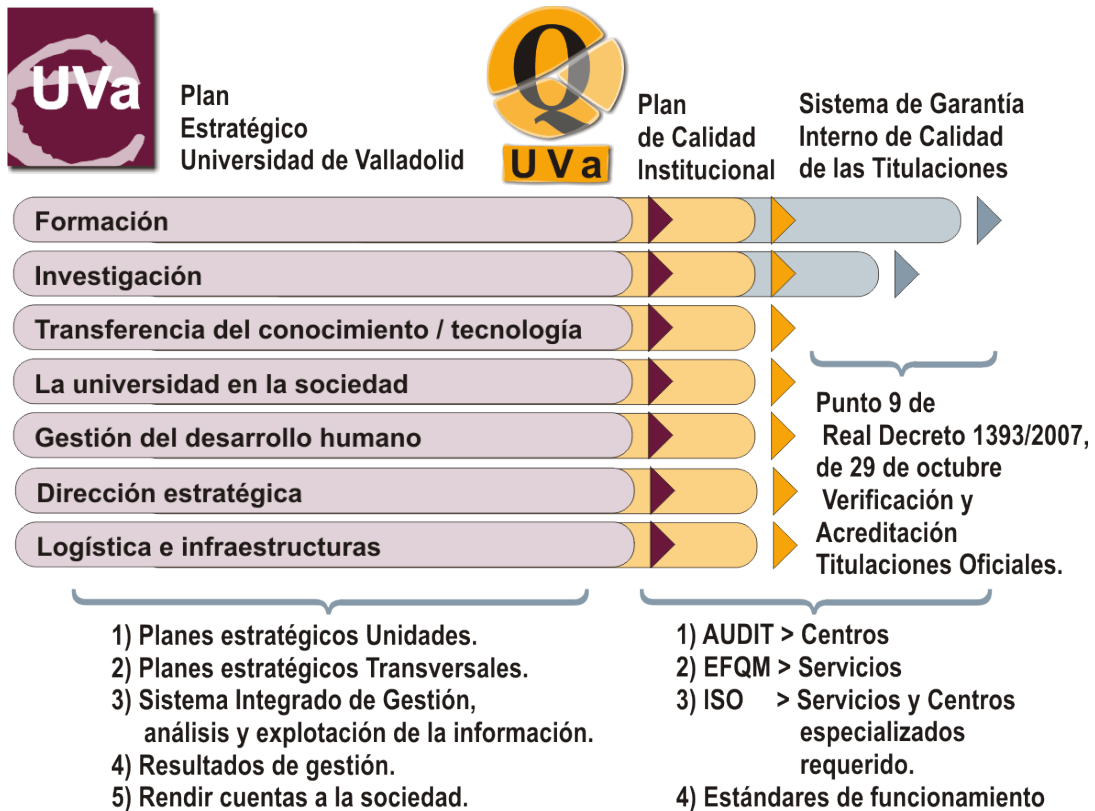 UVa
Plan
Estratégico
Universidad de Valladolid
Q
UVa
Plan
de Calidad
Institucional
Sistema de Garantía
Interno de Calidad
de las Titulaciones
Formación
Investigación
Transferencia del conocimiento / tecnología
La universidad en la sociedad
Gestión del desarrollo humano
Dirección estratégica
Logística e infraestructuras
Punto 9 de
Real Decreto 1393/2007,
de 29 de octubre
Verificación y
Acreditación
Titulaciones Oficiales.
1) Planes estratégicos Unidades.
2) Planes estratégicos Transversales.
3) Sistema Integrado de Gestión,
análisis y explotación de la información.
4) Resultados de gestión.
5) Rendir cuentas a la sociedad.
1) AUDIT > Centros
2) EFQM > Servicios
3) ISO > Servicios y Centros
especializados
requerido.
4) Estándares de funcionamiento